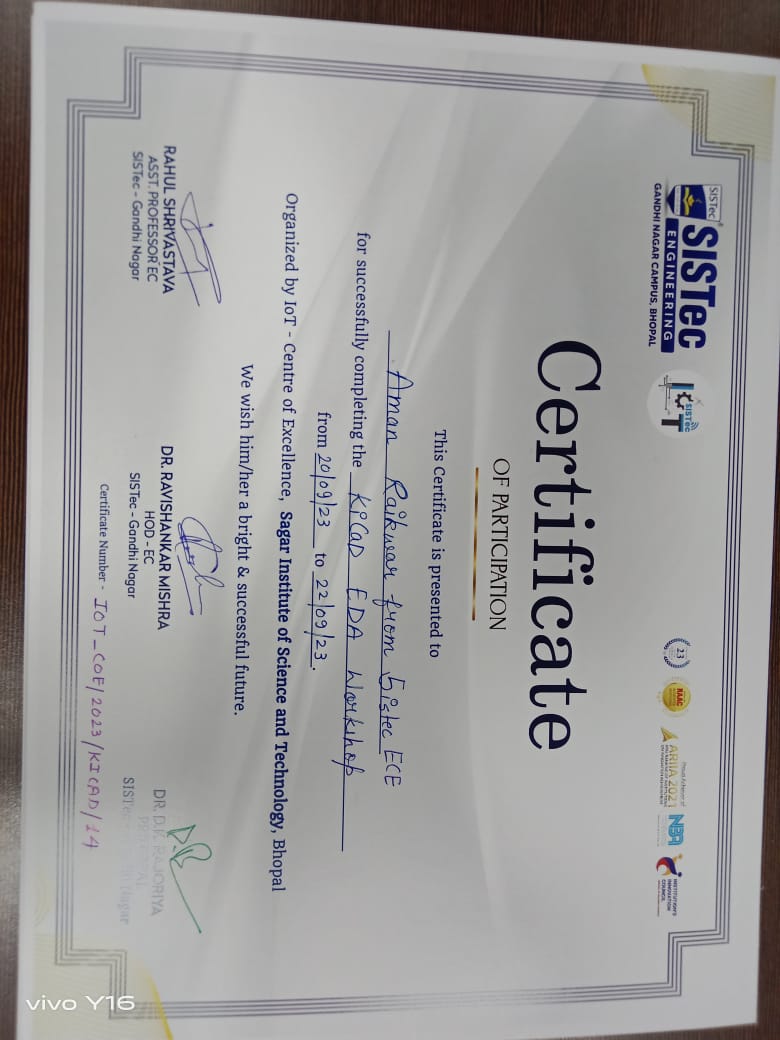 SISTec
SISTec
ENGINEERING
GANDHI NAGAR CAMPUS, BHOPAL
SISTec
IOT
23
NAAC
ARIIA 2021
NBA
INSTITUTION'S
INNOVATION
COUNCIL
Certificate
OF PARTICIPATION
This Certificate is presented to
Aman Raikwar from Sistec ECE
for successfully completing the KiCaD EDA Workshop
from 20/09/23 to 22/09/23.
Organized by IoT - Centre of Excellence, Sagar Institute of Science and Technology, Bhopal
We wish him/her a bright & successful future.
RAHUL SHRIVASTAVA
ASST. PROFESSOR EC
SISTec - Gandhi Nagar
DR. RAVISHANKAR MISHRA
HOD - EC
SISTec - Gandhi Nagar
DR. D.K. RAJORIYA
PRINCIPAL
SISTec - Gandhi Nagar
Certificate Number - IOT_COE/2023/KICAD/14
vivo Y16